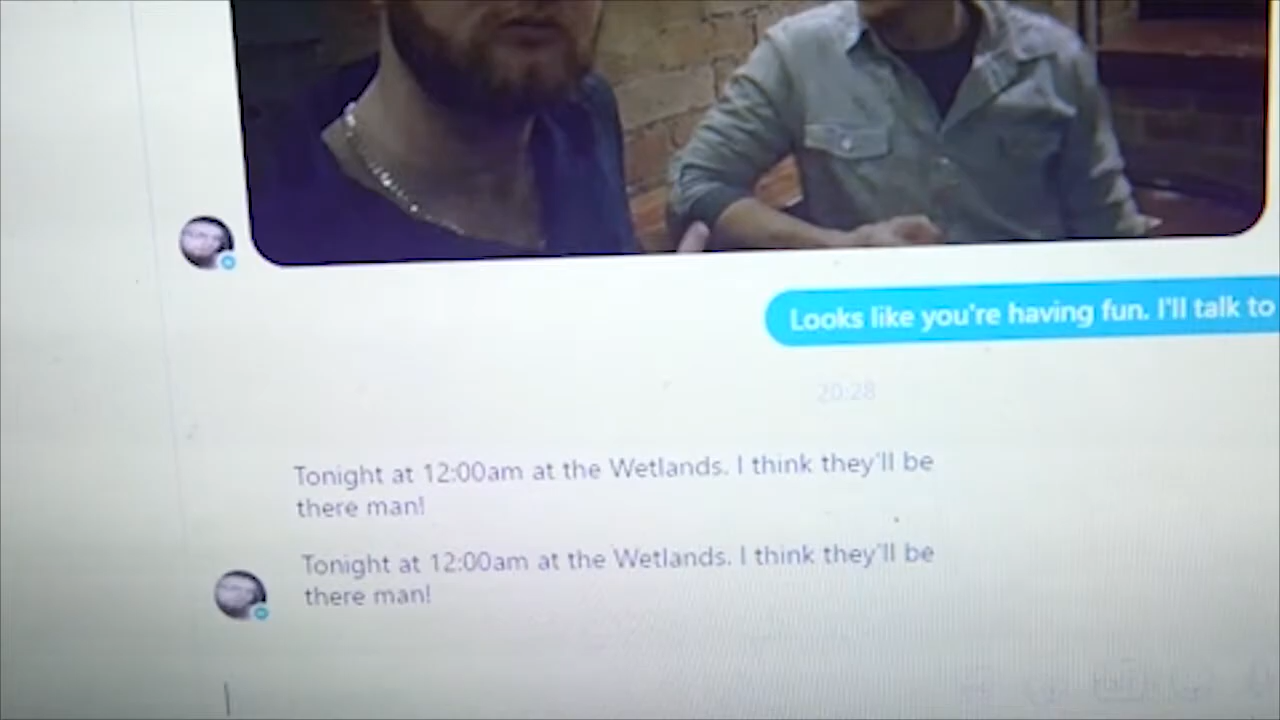 Looks like you're having fun. I'll talk to
20:28
Tonight at 12:00am at the Wetlands. I think they'll be
there man!
Tonight at 12:00am at the Wetlands. I think they'll be
there man!